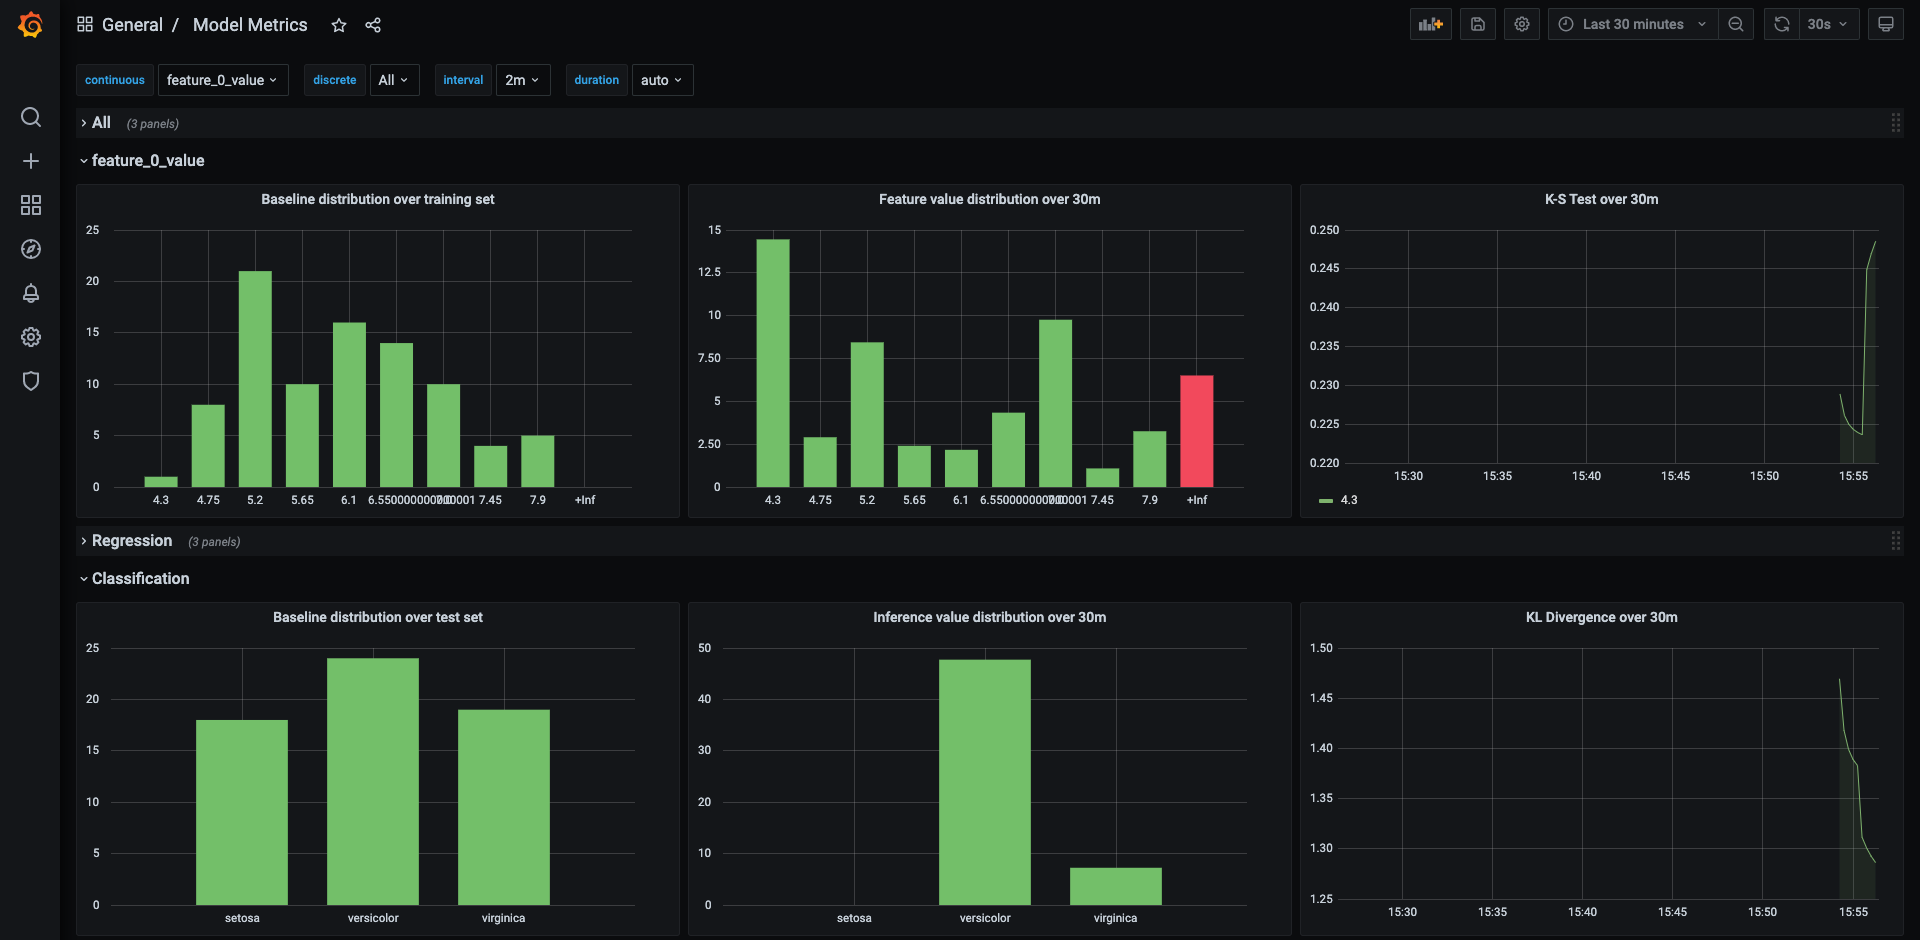 General / Model Metrics
Last 30 minutes
30s
continuous feature_0_value discrete All interval 2m duration auto
All (3 panels)
feature_0_value
Baseline distribution over training set
25
20
15
10
5
0
4.3 4.75 5.2 5.65 6.1 7.45 7.9 +Inf
Feature value distribution over 30m
15
12.5
10
7.50
5
2.50
0
4.3 4.75 5.2 5.65 6.1 7.45 7.9 +Inf
K-S Test over 30m
0.250
0.245
0.240
0.235
0.230
0.225
0.220
15:30 15:35 15:40 15:45 15:50 15:55
4.3
Regression (3 panels)
Classification
Baseline distribution over test set
25
20
15
10
5
0
setosa versicolor virginica
Inference value distribution over 30m
50
40
30
20
10
0
setosa versicolor virginica
KL Divergence over 30m
1.50
1.45
1.40
1.35
1.30
1.25
15:30 15:35 15:40 15:45 15:50 15:55